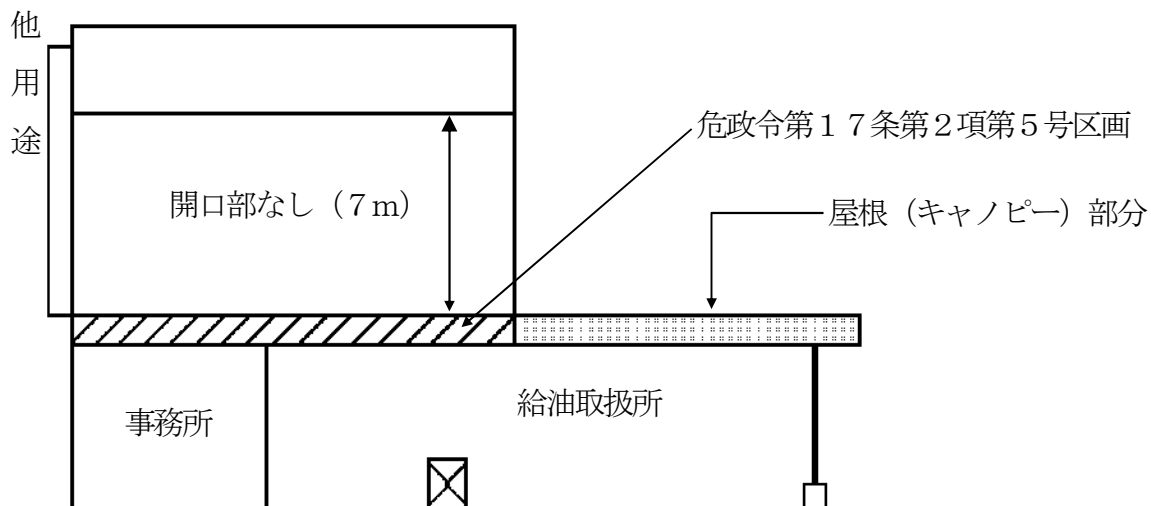 他用途
危政令第１７条第２項第５号区画
開口部なし（７ｍ）
屋根（キャノピー）部分
給油取扱所
事務所